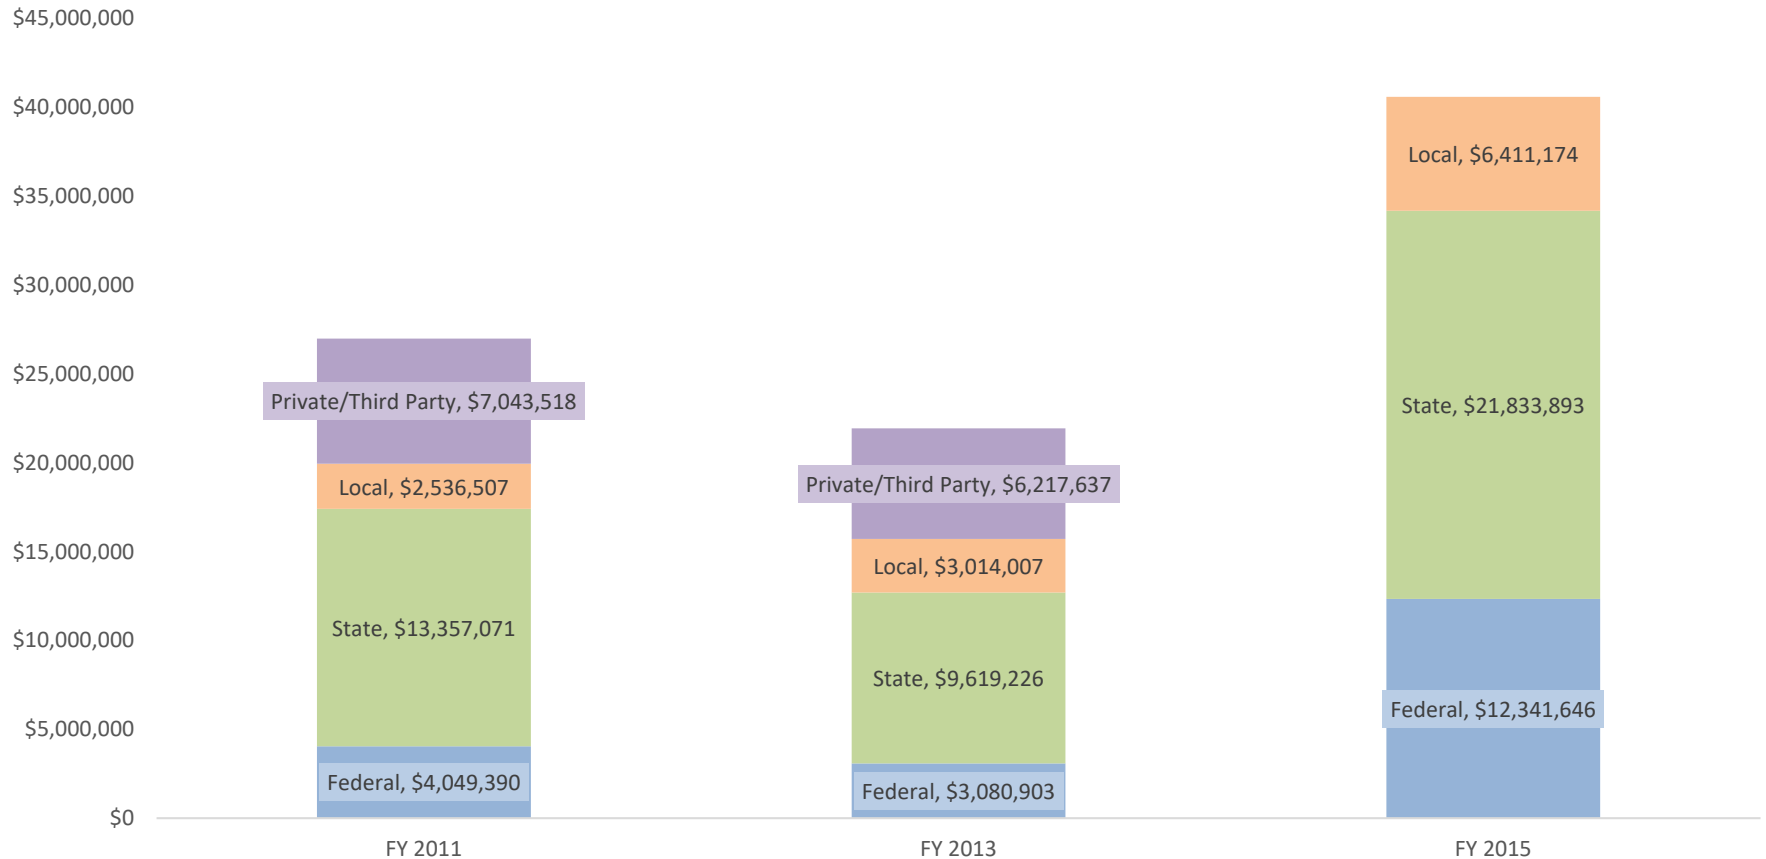 $45,000,000
$40,000,000
$35,000,000
$30,000,000
$25,000,000
$20,000,000
$15,000,000
$10,000,000
$5,000,000
$0
Private/Third Party, $7,043,518
Local, $2,536,507
State, $13,357,071
Federal, $4,049,390
Private/Third Party, $6,217,637
Local, $3,014,007
State, $9,619,226
Federal, $3,080,903
Local, $6,411,174
State, $21,833,893
Federal, $12,341,646
FY 2011
FY 2013
FY 2015